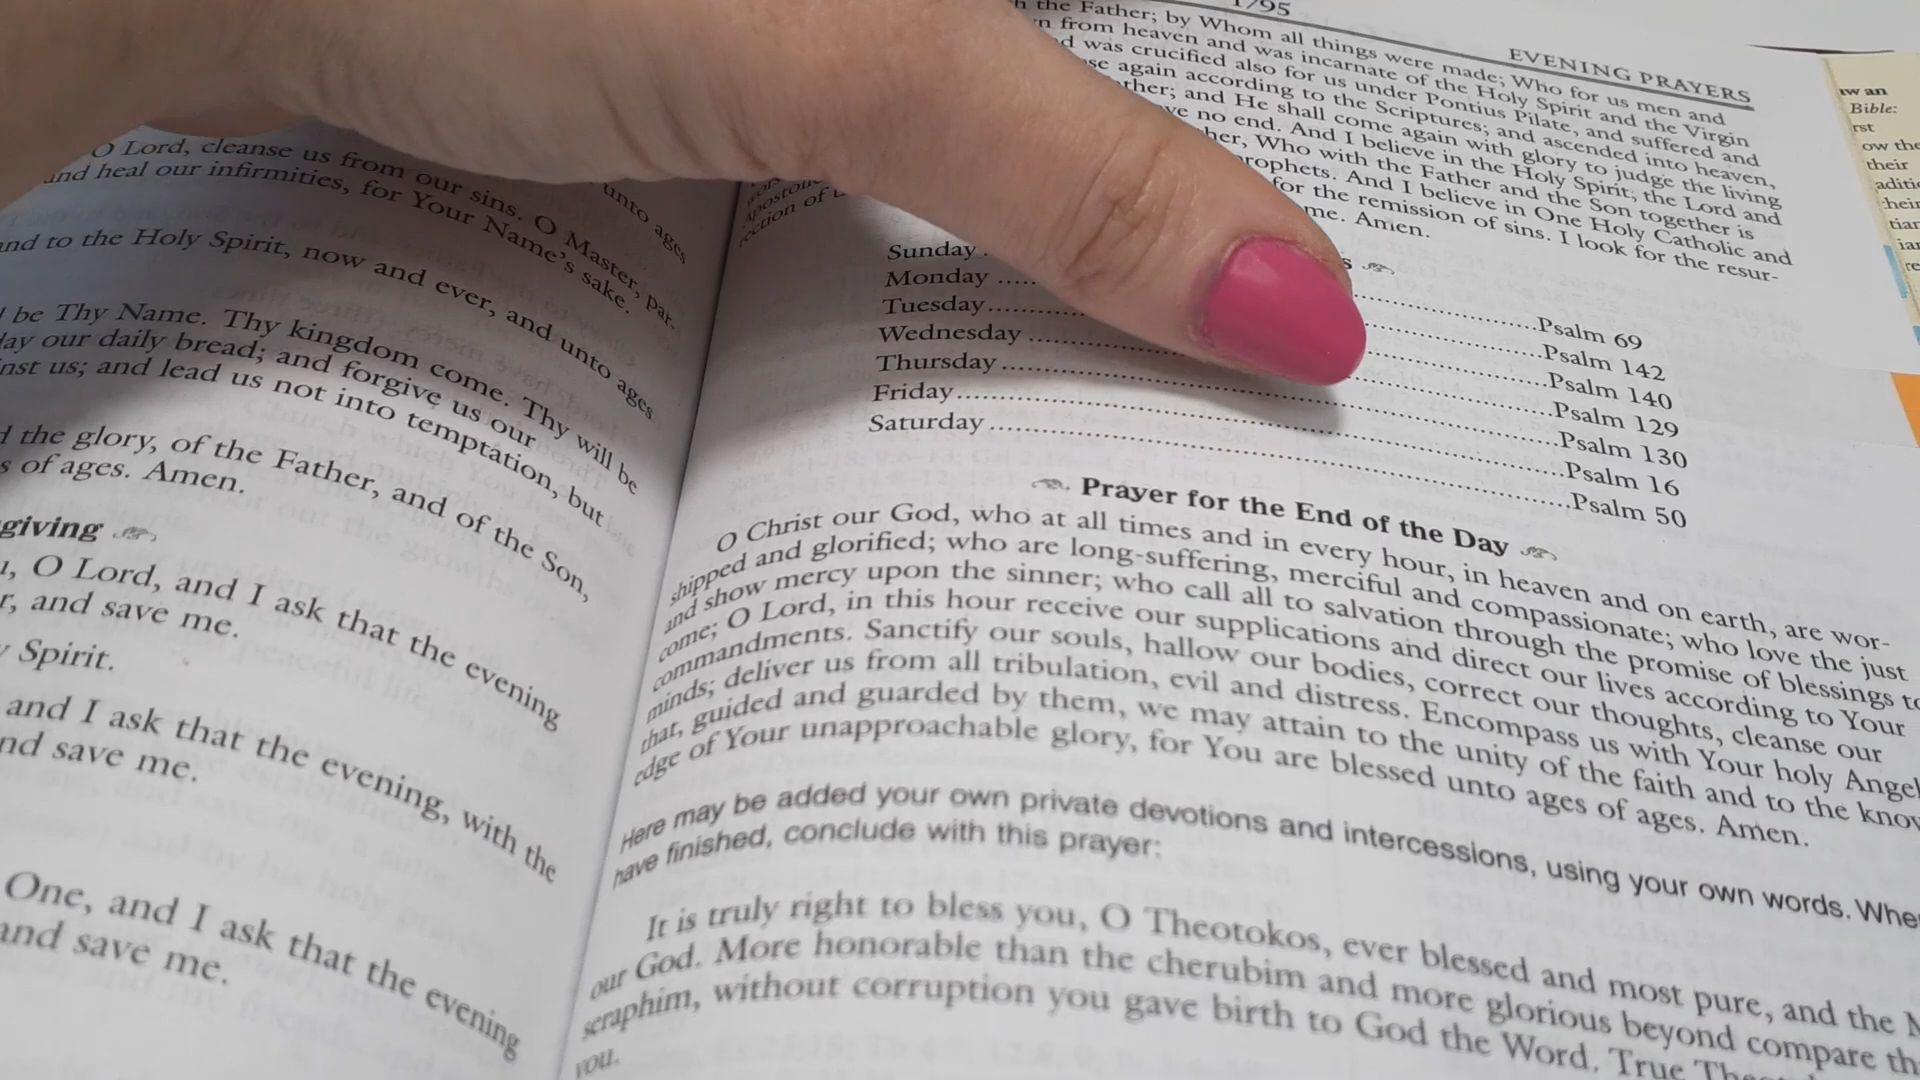 O Lord, cleanse us from our sins. O Master, par-
and heal our infirmities, for Your Name's sake.
unto ages
and to the Holy Spirit, now and ever, and unto ages
be Thy Name. Thy kingdom come. Thy will be
day our daily bread; and forgive us our
inst us; and lead us not into temptation, but
the glory, of the Father, and of the Son,
s of ages. Amen.
giving
O Lord, and I ask that the evening
r, and save me.
Spirit.
and I ask that the evening, with the
nd save me.
One, and I ask that the evening
and save me.
1795
EVENING PRAYERS
the Father; by Whom all things were made; Who for us men and
from heaven and was incarnate of the Holy Spirit and the Virgin
was crucified also for us under Pontius Pilate, and suffered and
again according to the Scriptures; and ascended into heaven,
ther; and He shall come again with glory to judge the living
no end. And I believe in the Holy Spirit, the Lord and
her, Who with the Father and the Son together is
prophets. And I believe in One Holy Catholic and
for the remission of sins. I look for the resur-
rection of
me. Amen.
Sunday ......Psalm 69
Monday ......Psalm 142
Tuesday......Psalm 140
Wednesday ......Psalm 129
Thursday ......Psalm 130
Friday......Psalm 16
Saturday ......Psalm 50
Prayer for the End of the Day
O Christ our God, who at all times and in every hour, in heaven and on earth, are wor-
shipped and glorified; who are long-suffering, merciful and compassionate; who love the just
and show mercy upon the sinner; who call all to salvation through the promise of blessings to
come; O Lord, in this hour receive our supplications and direct our lives according to Your
commandments. Sanctify our souls, hallow our bodies, correct our thoughts, cleanse our
minds; deliver us from all tribulation, evil and distress. Encompass us with Your holy Angel
that, guided and guarded by them, we may attain to the unity of the faith and to the know
edge of Your unapproachable glory, for You are blessed unto ages of ages. Amen.
Here may be added your own private devotions and intercessions, using your own words. When
have finished, conclude with this prayer:
It is truly right to bless you, O Theotokos, ever blessed and most pure, and the M
our God. More honorable than the cherubim and more glorious beyond compare th
seraphim, without corruption you gave birth to God the Word. True
you.
an
Bible:
rst
ow the
their